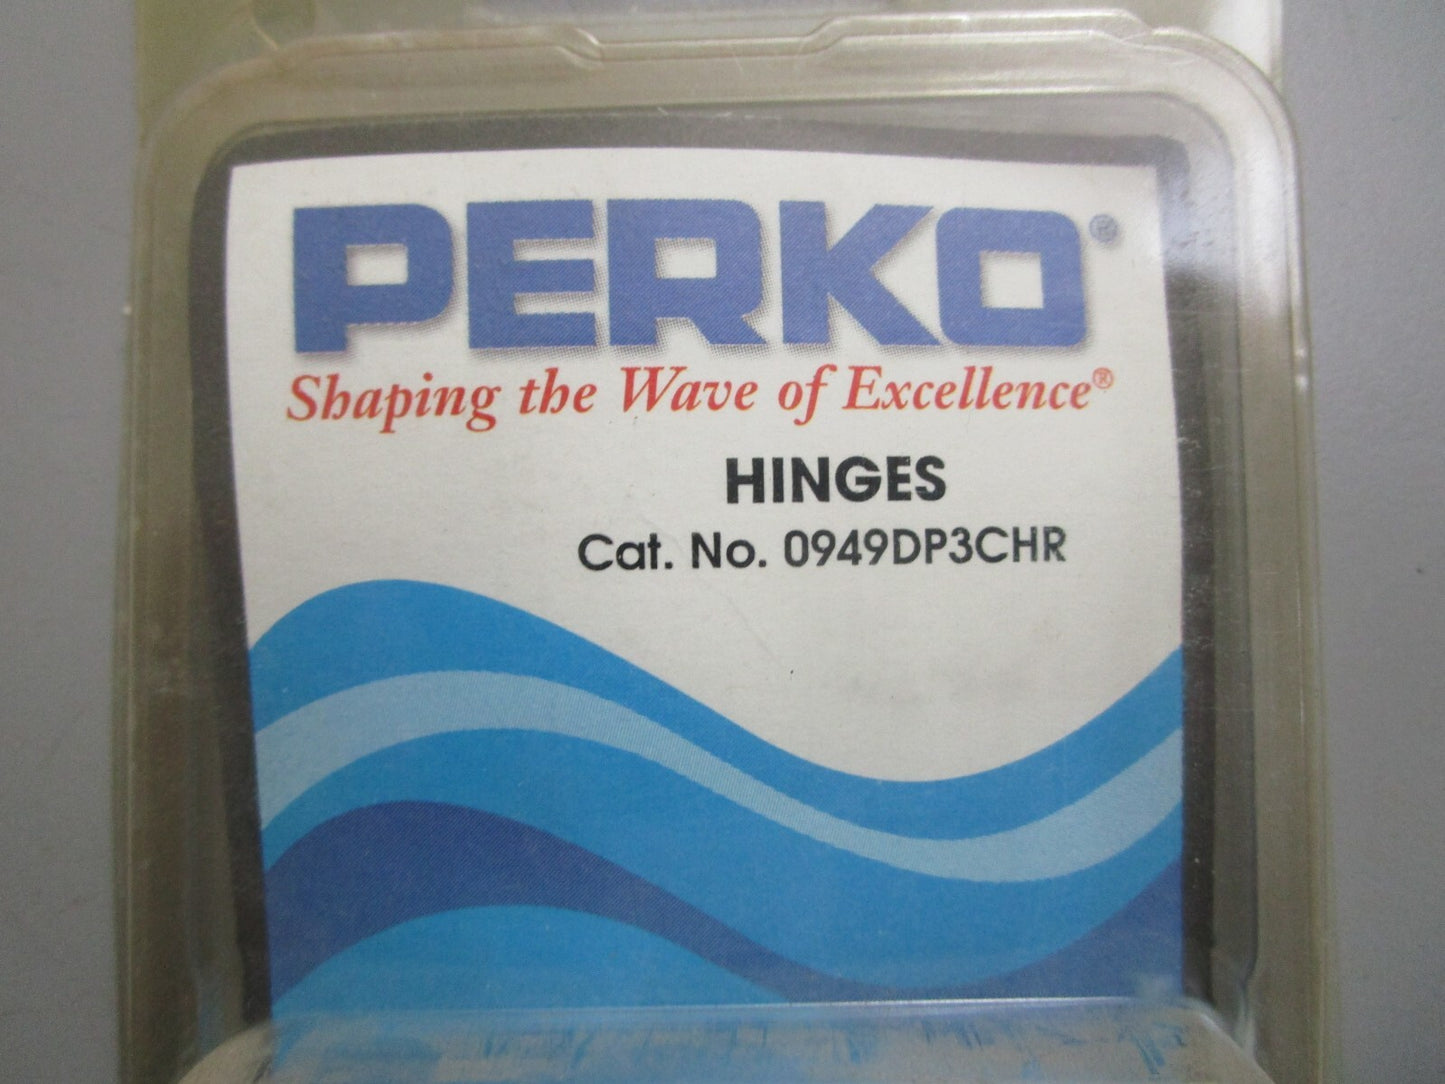 PERKO®
Shaping the Wave of Excellence®
HINGES
Cat. No. 0949DP3CHR